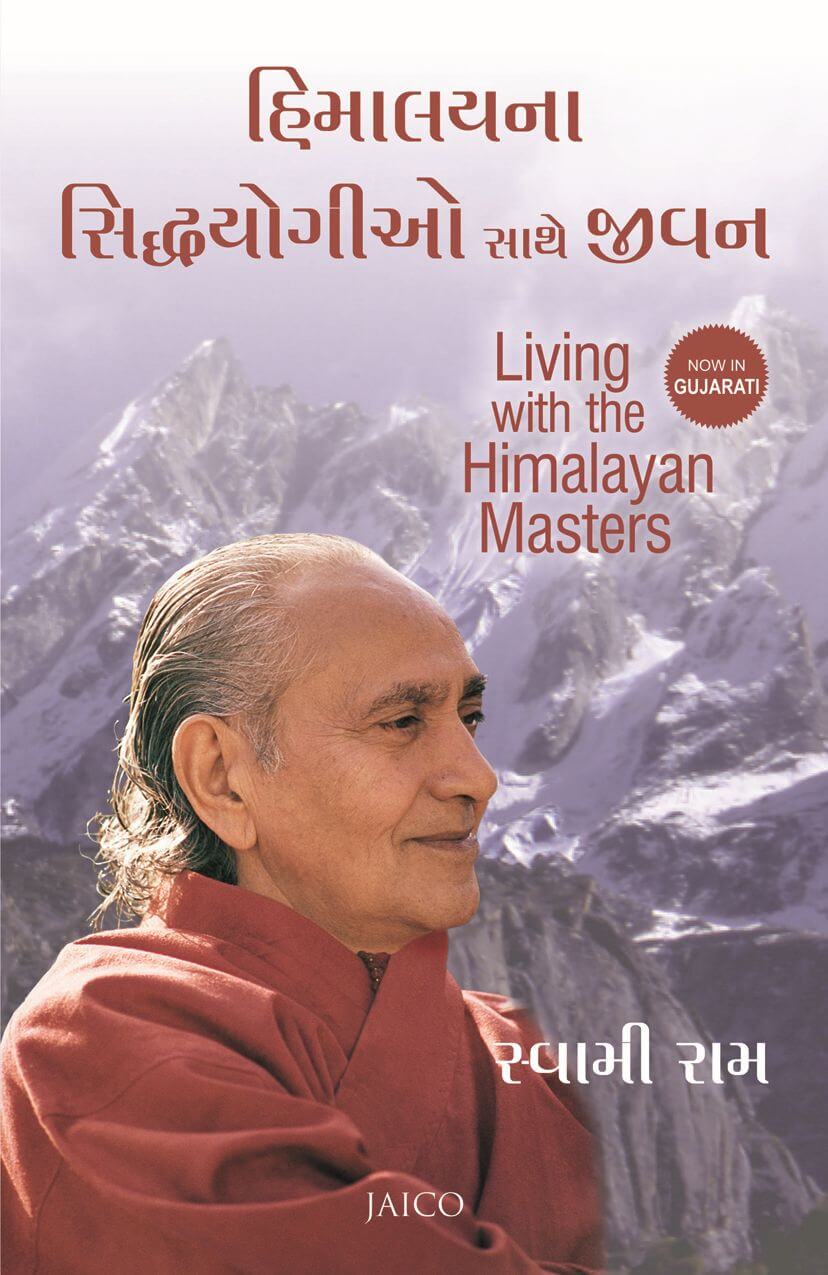 હિમાલયના
સિદ્ધયોગીઓ સાથે જીવન
Living
with the
Himalayan
Masters
NOW IN
GUJARATI
સ્વામી રામ
JAICO